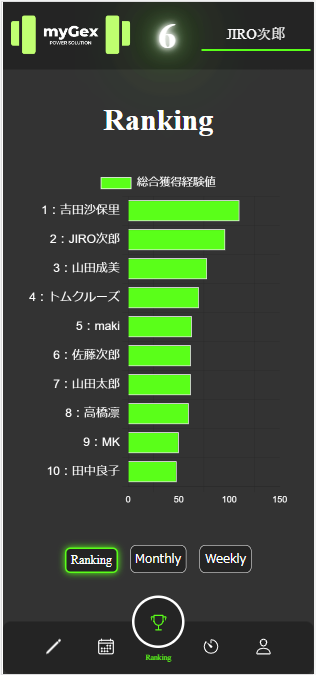 myGex
POWER SOLUTION
6
JIRO次郎
Ranking
総合獲得経験値
1：吉田沙保里
2：JIRO次郎
3：山田成美
4：トムクルーズ
5：maki
6：佐藤次郎
7：山田太郎
8：高橋凛
9：MK
10：田中良子
0 50 100 150
Ranking Monthly Weekly
Ranking